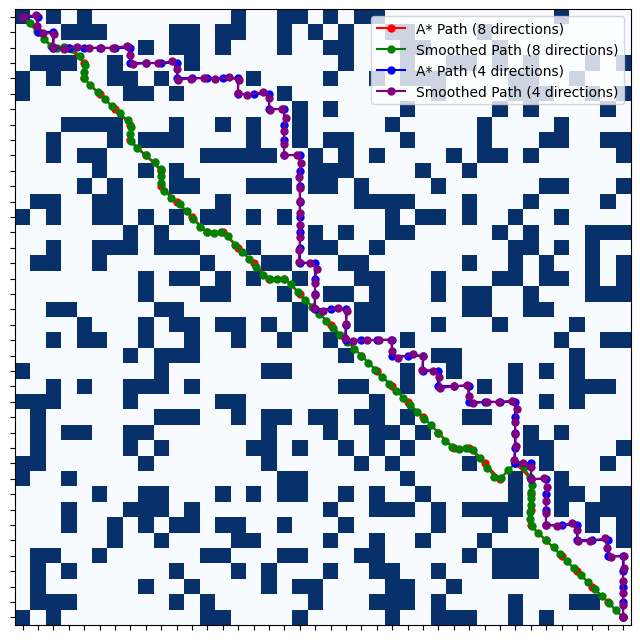 A* Path (8 directions)
Smoothed Path (8 directions)
A* Path (4 directions)
Smoothed Path (4 directions)